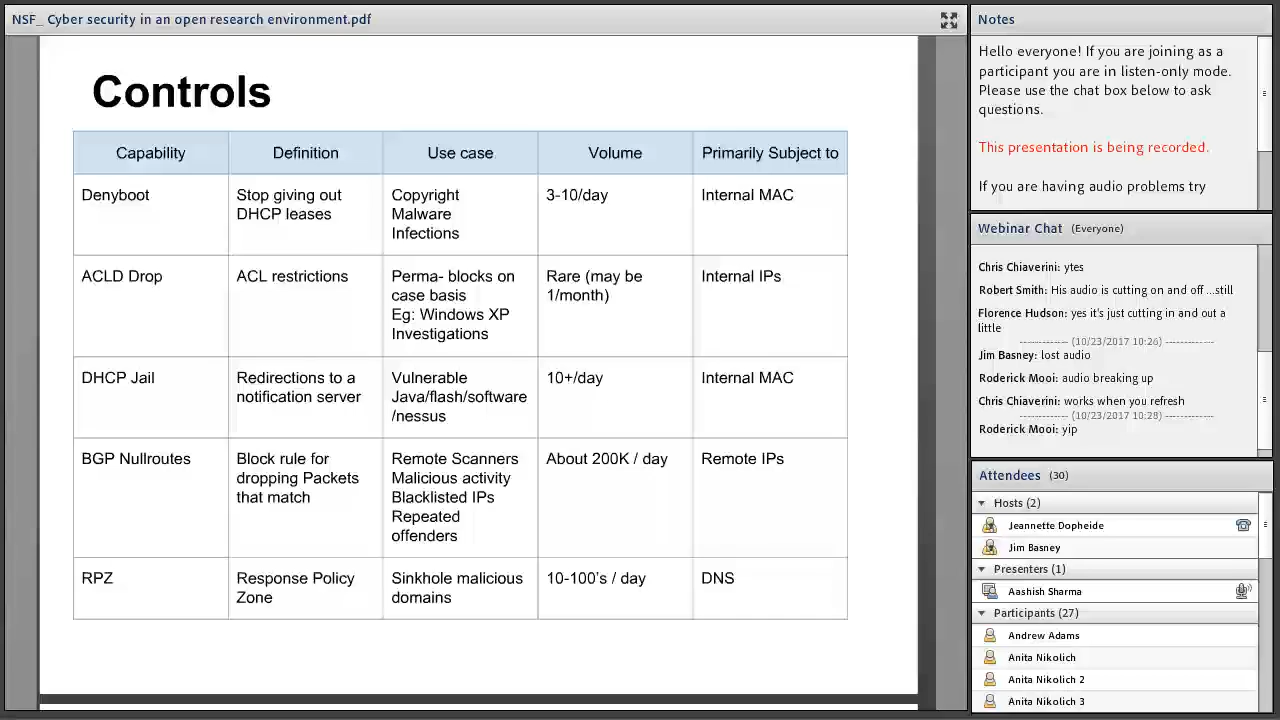 NSF_ Cyber security in an open research environment.pdf
Controls
Capability
Definition
Use case
Volume
Primarily Subject to
Denyboot
Stop giving out
DHCP leases
Copyright
Malware
Infections
3-10/day
Internal MAC
ACLD Drop
ACL restrictions
Perma- blocks on
case basis
Eg: Windows XP
Investigations
Rare (may be
1/month)
Internal IPs
DHCP Jail
Redirections to a
notification server
Vulnerable
Java/flash/software
/nessus
10+/day
Internal MAC
BGP Nullroutes
Block rule for
dropping Packets
that match
Remote Scanners
Malicious activity
Blacklisted IPs
Repeated
offenders
About 200K / day
Remote IPs
RPZ
Response Policy
Zone
Sinkhole malicious
domains
10-100's / day
DNS
Notes
Hello everyone! If you are joining as a
participant you are in listen-only mode.
Please use the chat box below to ask
questions.
This presentation is being recorded.
If you are having audio problems try
Webinar Chat (Everyone)
Chris Chiaverini: ytes
Robert Smith: His audio is cutting on and off ...still
Florence Hudson: yes it's just cutting in and out a
little
------------- (10/23/2017 10:26) -------------
Jim Basney: lost audio
Roderick Mooi: audio breaking up
Chris Chiaverini: works when you refresh
------------- (10/23/2017 10:28) -------------
Roderick Mooi: yip
Attendees (30)
Hosts (2)
Jeannette Dopheide
Jim Basney
Presenters (1)
Aashish Sharma
Participants (27)
Andrew Adams
Anita Nikolich
Anita Nikolich 2
Anita Nikolich 3